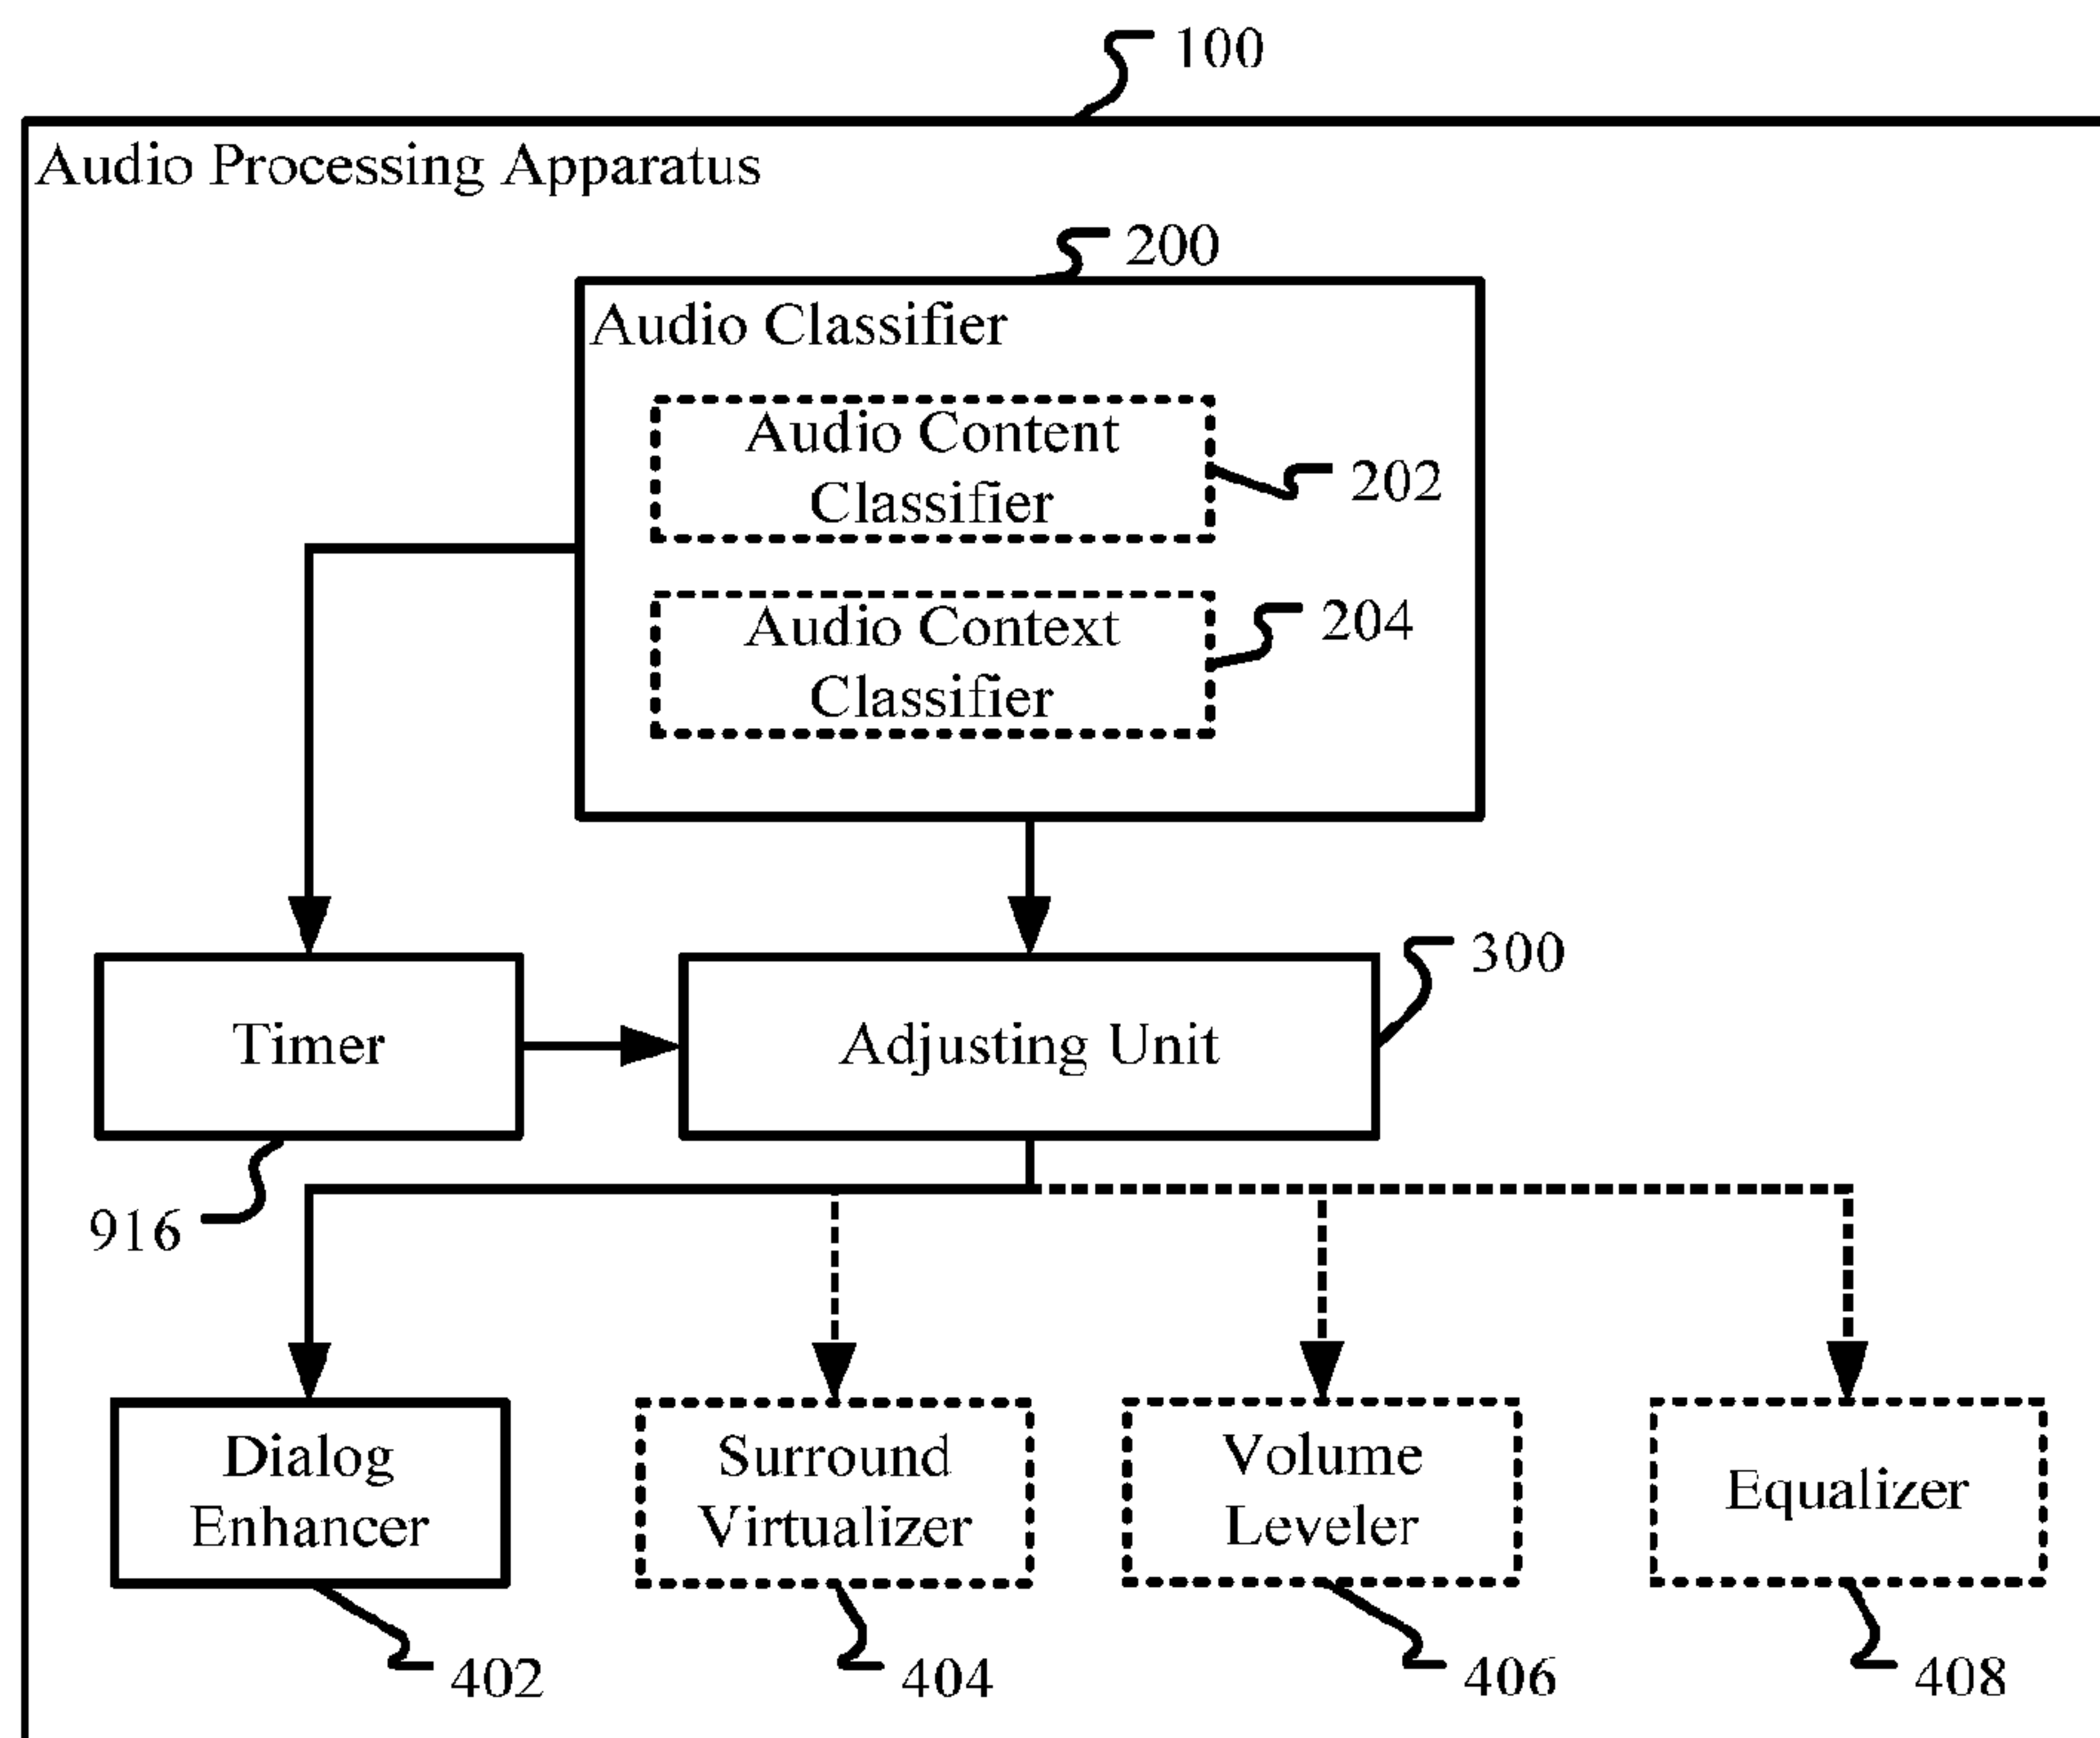 100
Audio Processing Apparatus
200
Audio Classifier
Audio Content
Classifier
202
Audio Context
Classifier
204
300
Timer
Adjusting Unit
916
Dialog
Enhancer
Surround
Virtualizer
Volume
Leveler
Equalizer
402
404
406
408